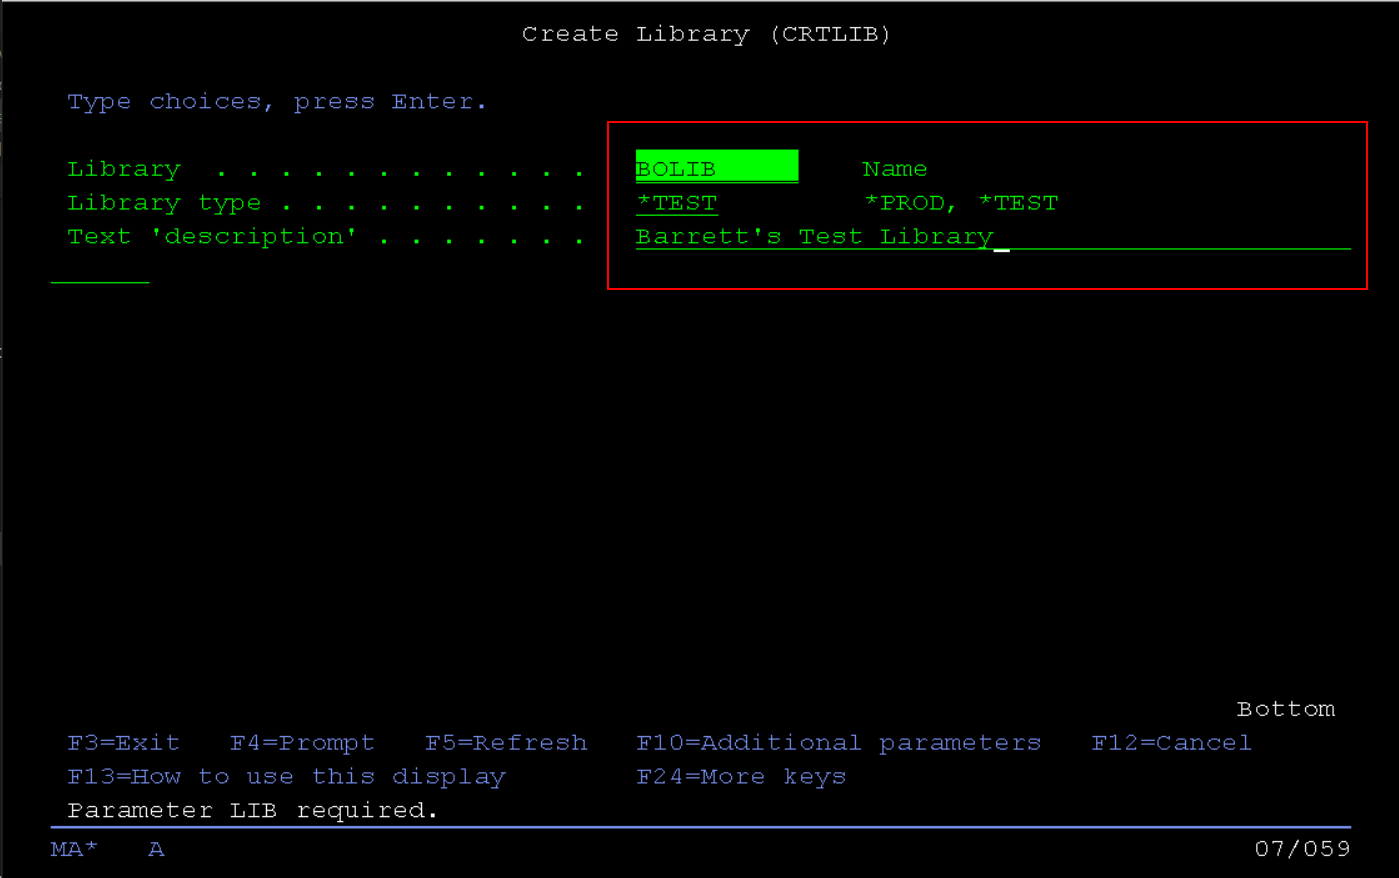 Create Library (CRTLIB)
Type choices, press Enter.
Library . . . . . . . . . . . . BOLIB Name
Library type . . . . . . . . . . *TEST *PROD, *TEST
Text 'description' . . . . . . . Barrett's Test Library
Bottom
F3=Exit F4=Prompt F5=Refresh F10=Additional parameters F12=Cancel
F13=How to use this display F24=More keys
Parameter LIB required.
MA* A 07/059